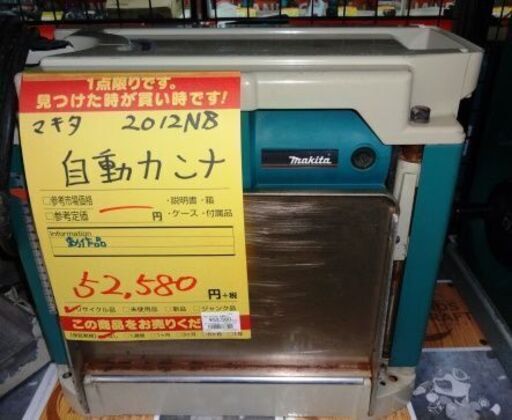 1点限りです。
見つけた時が買い時です!
マキタ 2012NB
自動カンナ
□参考市場価格
□参考定価
円
・説明書・箱
・ケース・付属品
Information
動作品
52,580 円+税
リサイクル品 □未使用品 □新品 □ジャンク品
この商品をお売りくだ
makita